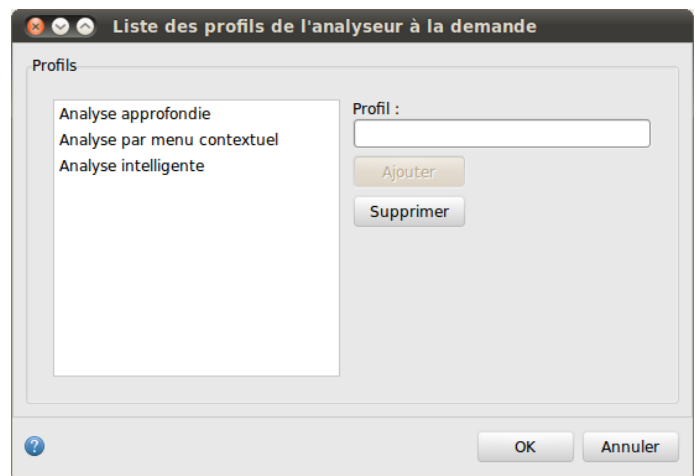 Liste des profils de l'analyseur à la demande
Profils
Analyse approfondie
Analyse par menu contextuel
Analyse intelligente
Profil :
Ajouter
Supprimer
?
OK
Annuler